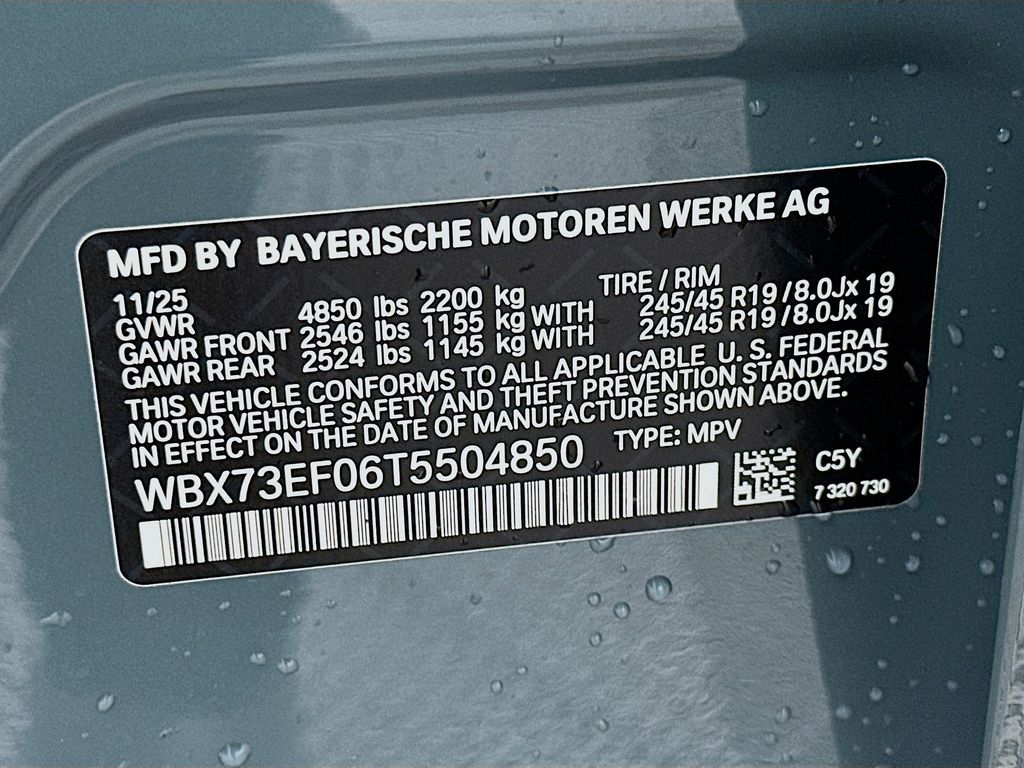 MFD BY BAYERISCHE MOTOREN WERKE AG
11/25 TIRE / RIM
GVWR 4850 lbs 2200 kg
GAWR FRONT 2546 lbs 1155 kg WITH 245/45 R19 / 8.0Jx 19
GAWR REAR 2524 lbs 1145 kg WITH 245/45 R19 / 8.0Jx 19
THIS VEHICLE CONFORMS TO ALL APPLICABLE U. S. FEDERAL
MOTOR VEHICLE SAFETY AND THEFT PREVENTION STANDARDS
IN EFFECT ON THE DATE OF MANUFACTURE SHOWN ABOVE.
WBX73EF06T5504850 TYPE: MPV
C5Y
7 320 730